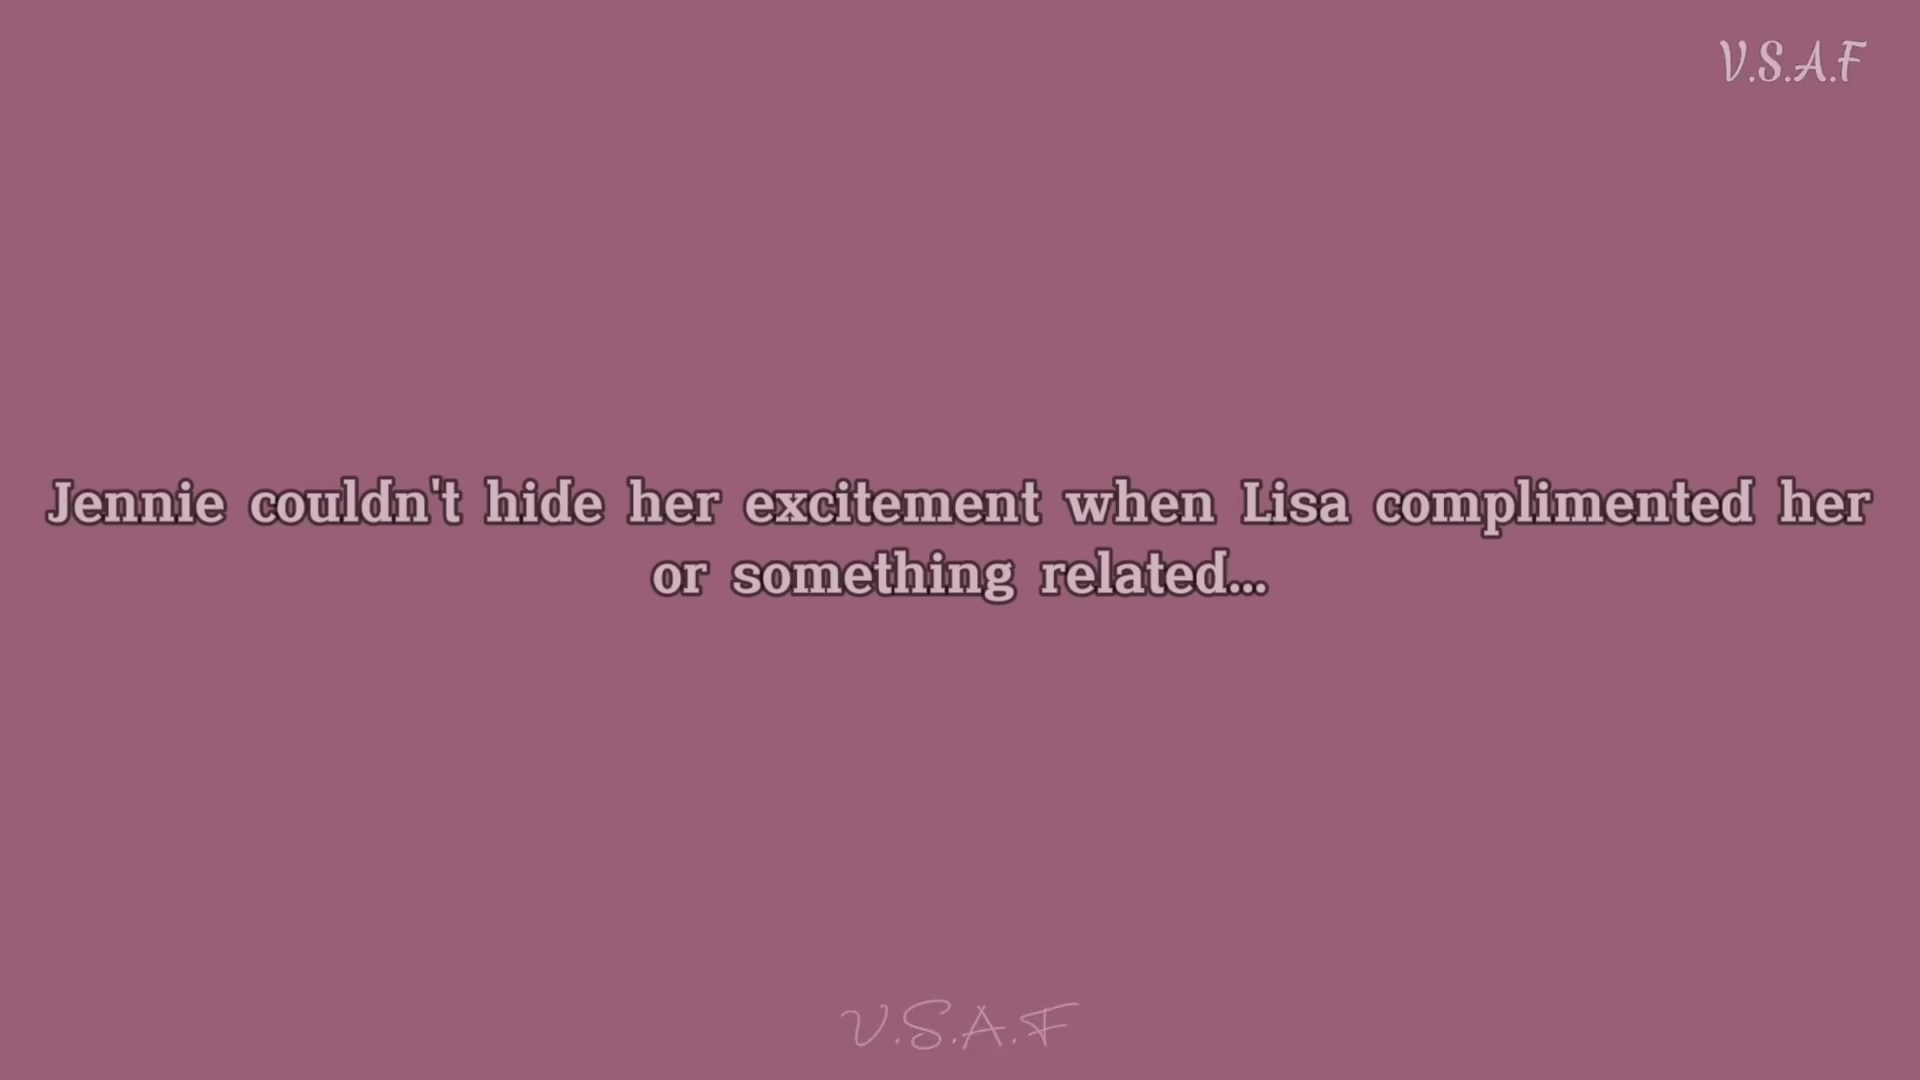 V.S.A.F
Jennie couldn't hide her excitement when Lisa complimented her
or something related...
V.S.A.F